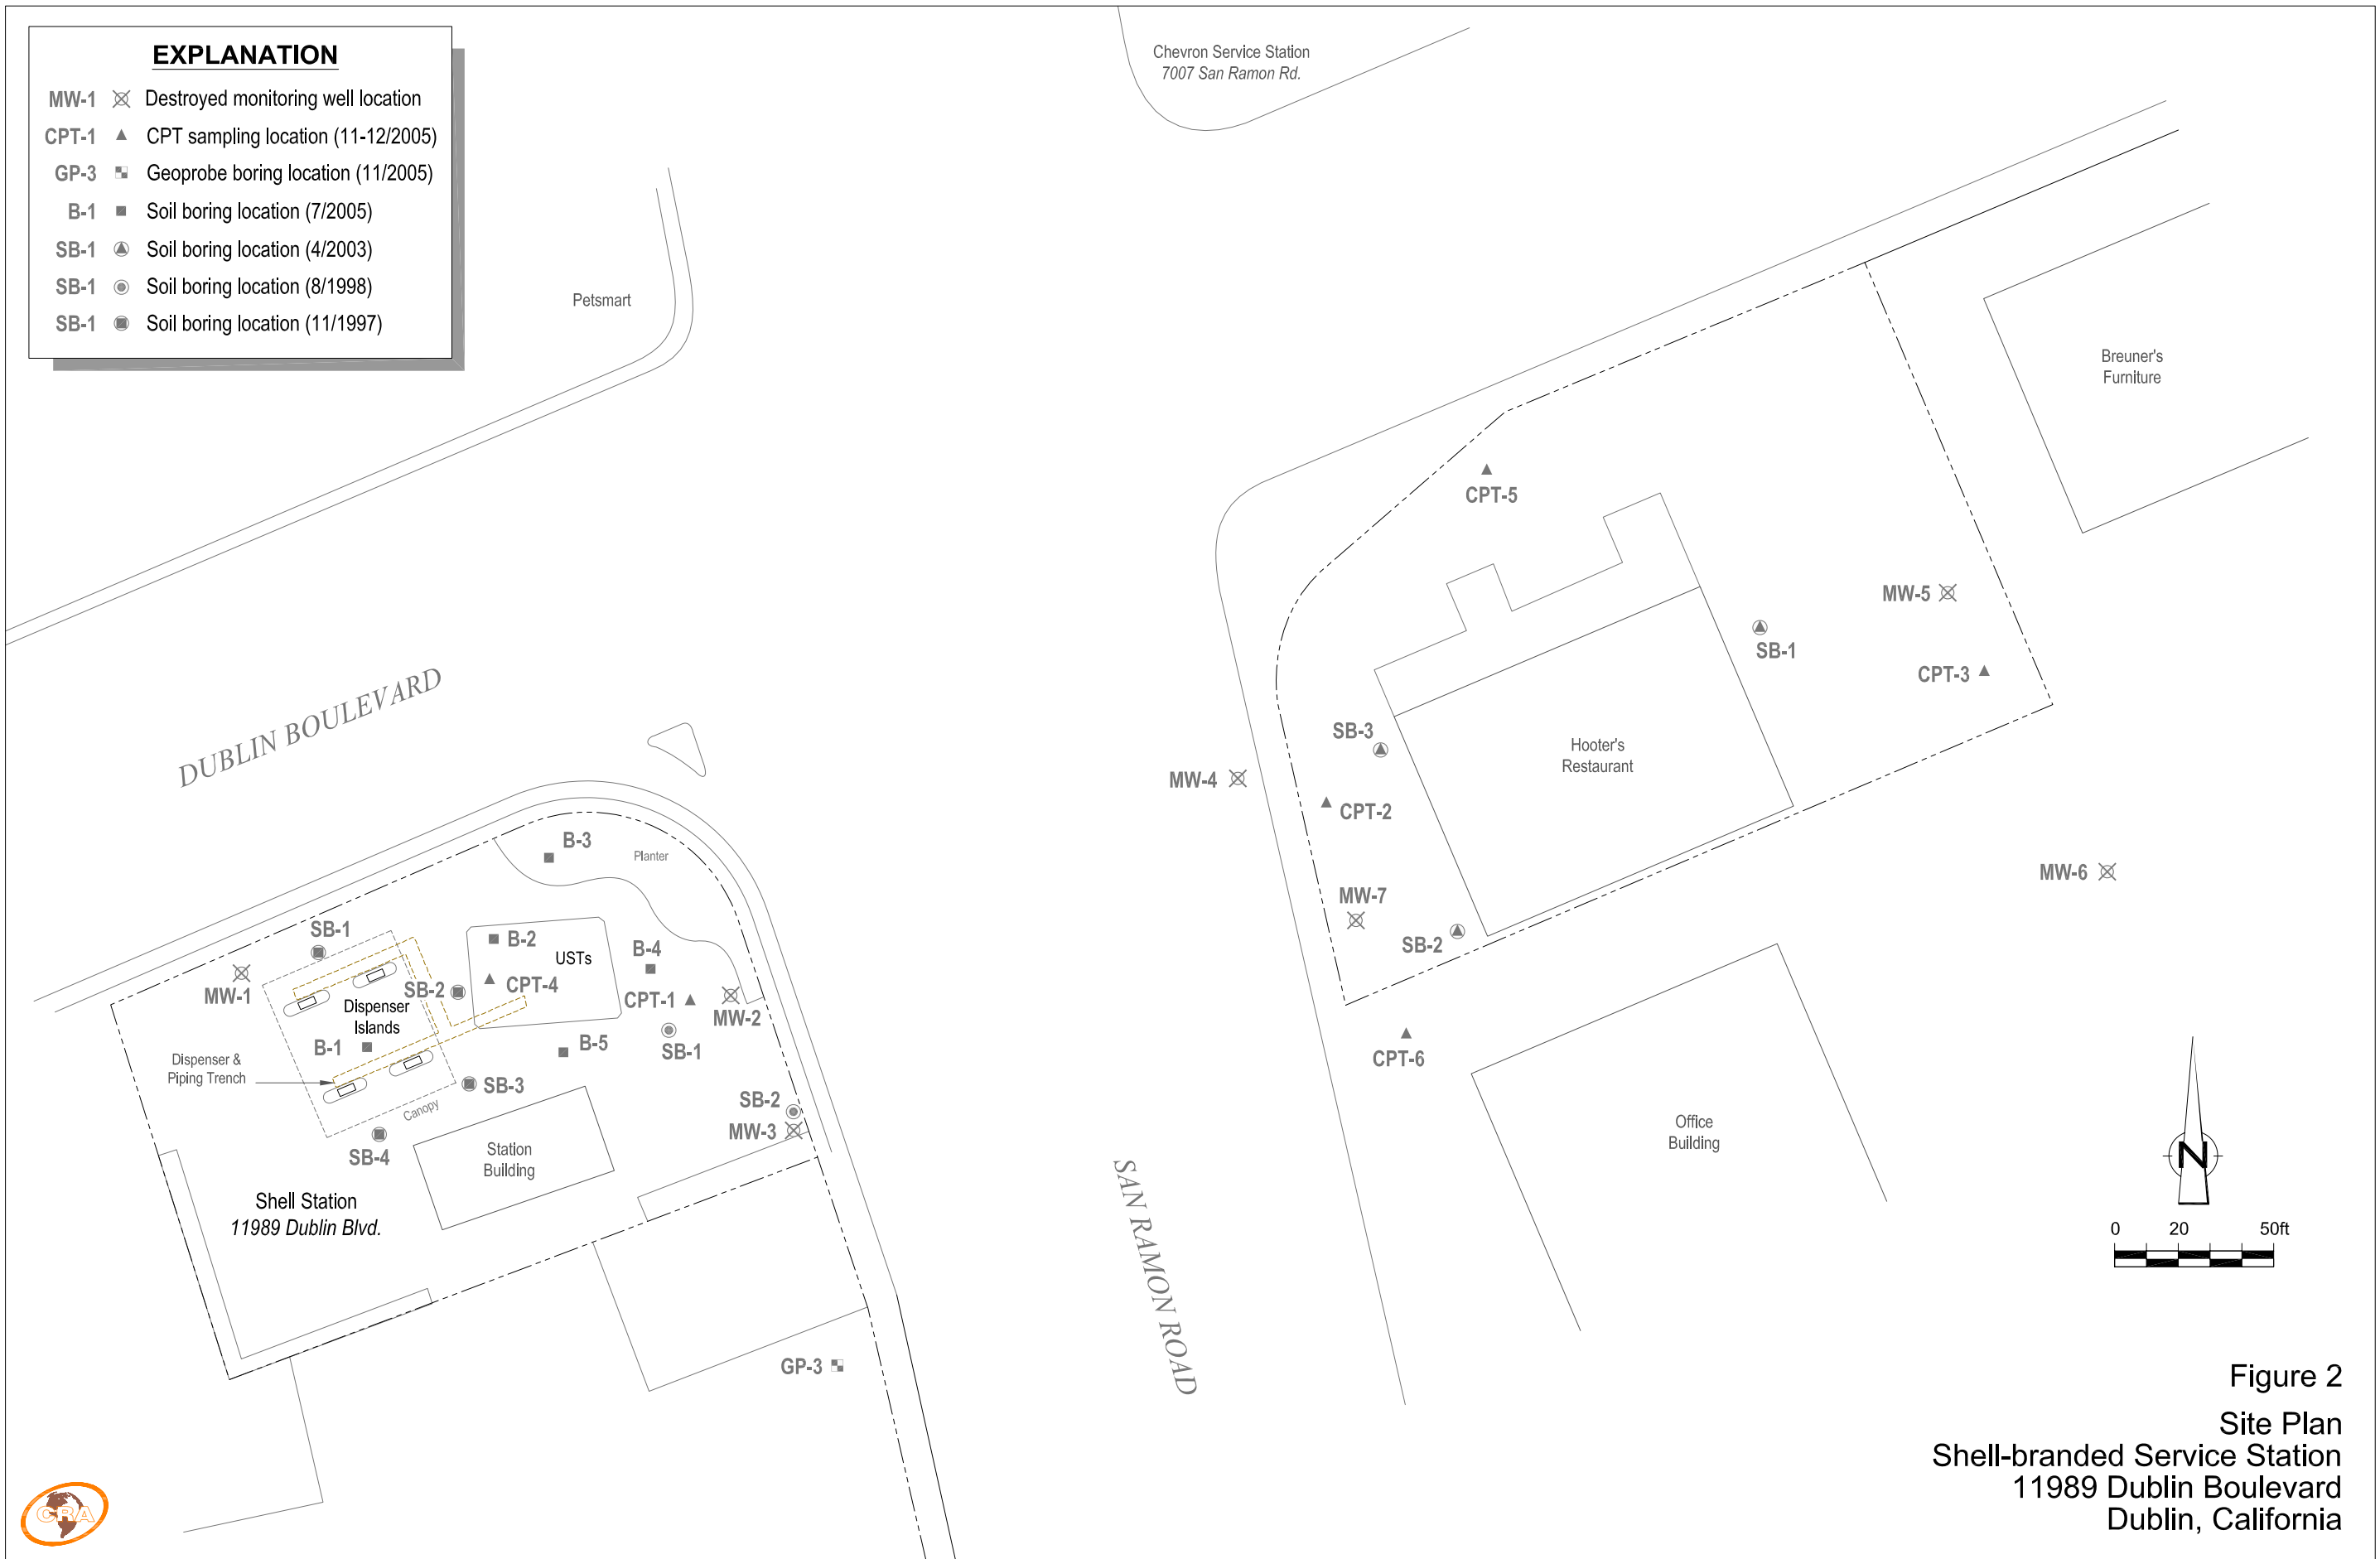 EXPLANATION
MW-1 Destroyed monitoring well location
CPT-1 CPT sampling location (11-12/2005)
GP-3 Geoprobe boring location (11/2005)
B-1 Soil boring location (7/2005)
SB-1 Soil boring location (4/2003)
SB-1 Soil boring location (8/1998)
SB-1 Soil boring location (11/1997)
Chevron Service Station
7007 San Ramon Rd.
Petsmart
Breuner's
Furniture
CPT-5
MW-5
SB-1
CPT-3
SB-3
Hooter's
Restaurant
MW-4
CPT-2
MW-6
MW-7
SB-2
CPT-6
Office
Building
DUBLIN BOULEVARD
B-3
Planter
SB-1
B-2
USTs
B-4
MW-1
SB-2
CPT-4
CPT-1
MW-2
Dispenser
Islands
B-1
B-5
SB-1
Dispenser &
Piping Trench
SB-3
Canopy
SB-2
MW-3
SB-4
Station
Building
Shell Station
11989 Dublin Blvd.
GP-3
SAN RAMON ROAD
N
0 20 50ft
Figure 2
Site Plan
Shell-branded Service Station
11989 Dublin Boulevard
Dublin, California
CRA